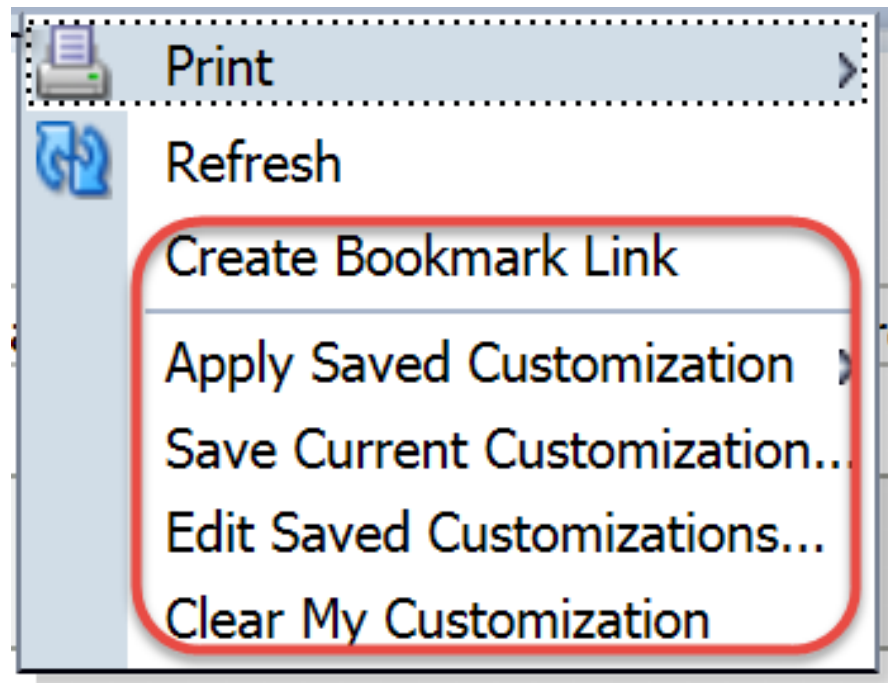 Print
Refresh
Create Bookmark Link
Apply Saved Customization
Save Current Customization...
Edit Saved Customizations...
Clear My Customization